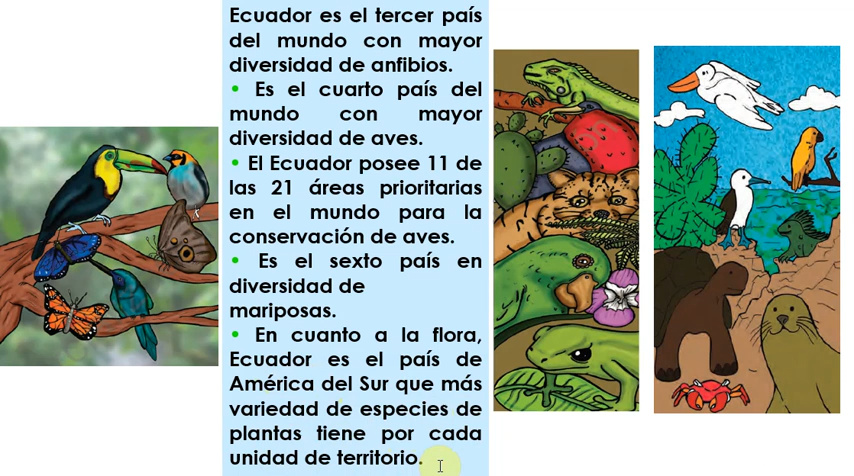 Ecuador es el tercer país
del mundo con mayor
diversidad de anfibios.
• Es el cuarto país del
mundo con mayor
diversidad de aves.
• El Ecuador posee 11 de
las 21 áreas prioritarias
en el mundo para la
conservación de aves.
• Es el sexto país en
diversidad de
mariposas.
• En cuanto a la flora,
Ecuador es el país de
América del Sur que más
variedad de especies de
plantas tiene por cada
unidad de territorio.